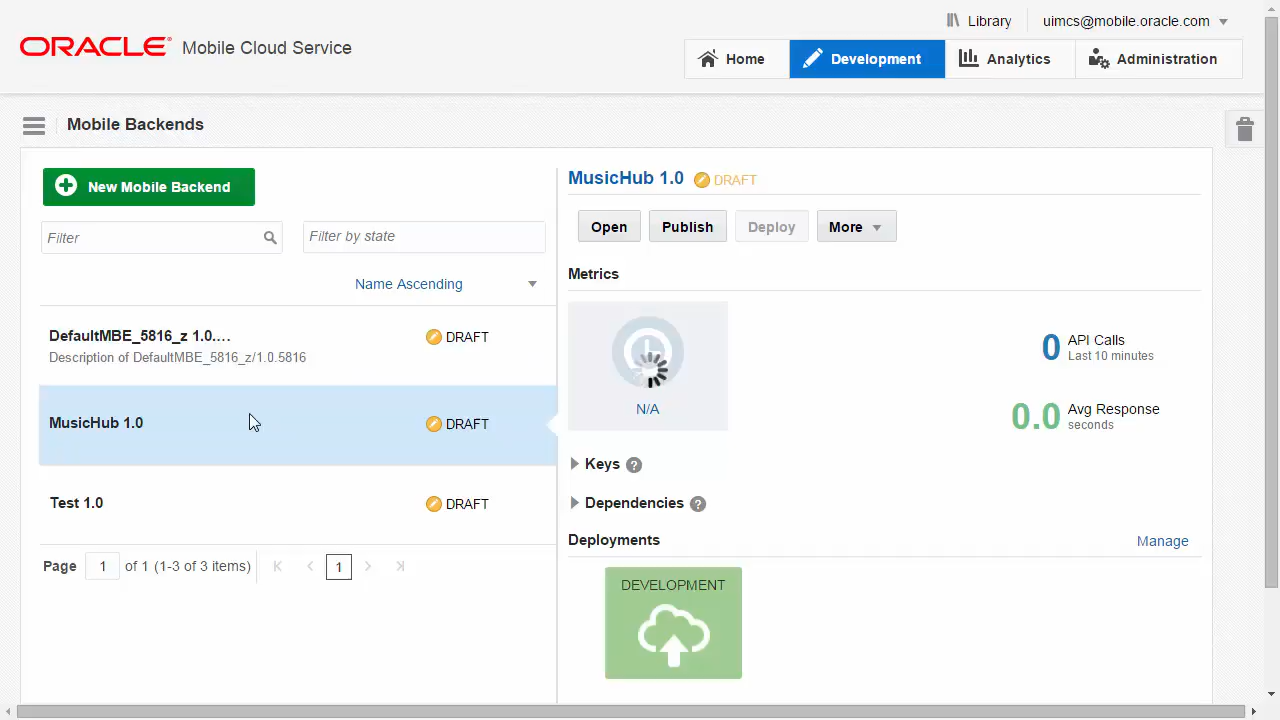 Library
uimcs@mobile.oracle.com
ORACLE® Mobile Cloud Service
Home
Development
Analytics
Administration
Mobile Backends
New Mobile Backend
Filter
Filter by state
Name Ascending
DefaultMBE_5816_z 1.0....
DRAFT
Description of DefaultMBE_5816_z/1.0.5816
MusicHub 1.0
DRAFT
Test 1.0
DRAFT
Page 1 of 1 (1-3 of 3 items) 1
MusicHub 1.0
DRAFT
Open
Publish
Deploy
More
Metrics
N/A
0 API Calls
Last 10 minutes
0.0 Avg Response
seconds
Keys ?
Dependencies ?
Deployments
Manage
DEVELOPMENT